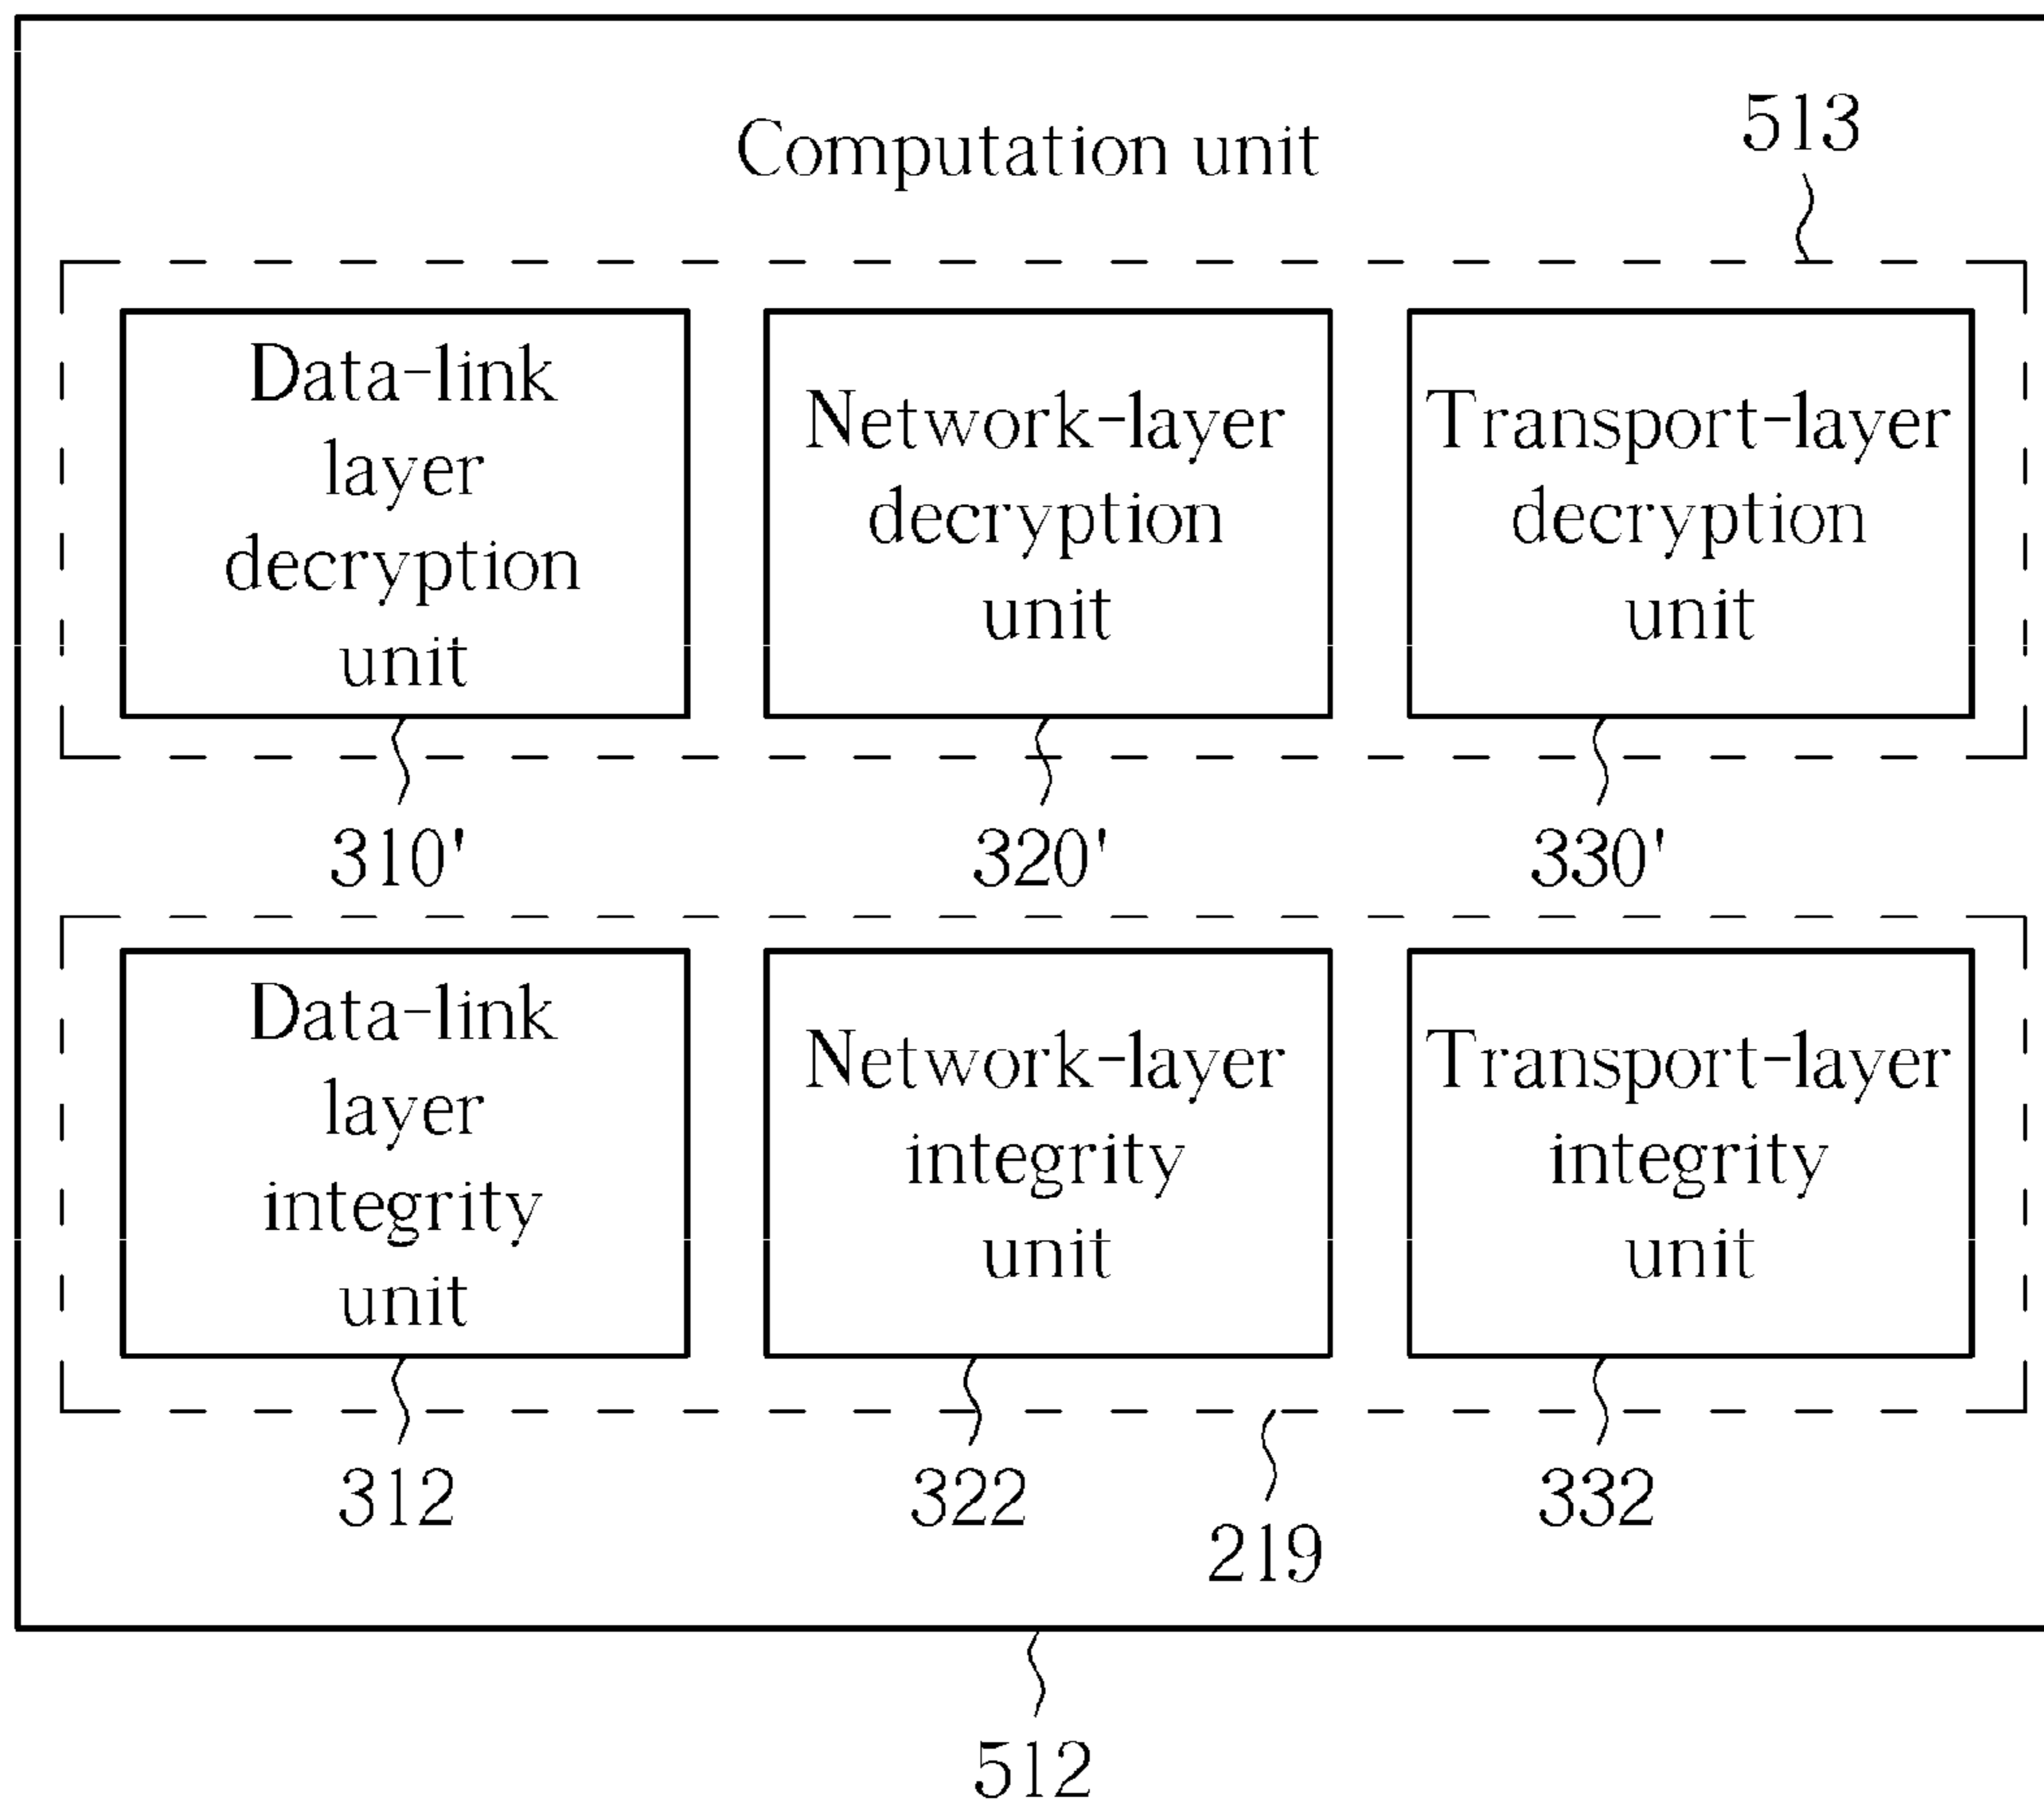 Computation unit
513
Data-link
layer
decryption
unit
Network-layer
decryption
unit
Transport-layer
decryption
unit
310'
320'
330'
Data-link
layer
integrity
unit
Network-layer
integrity
unit
Transport-layer
integrity
unit
312
322
332
219
512